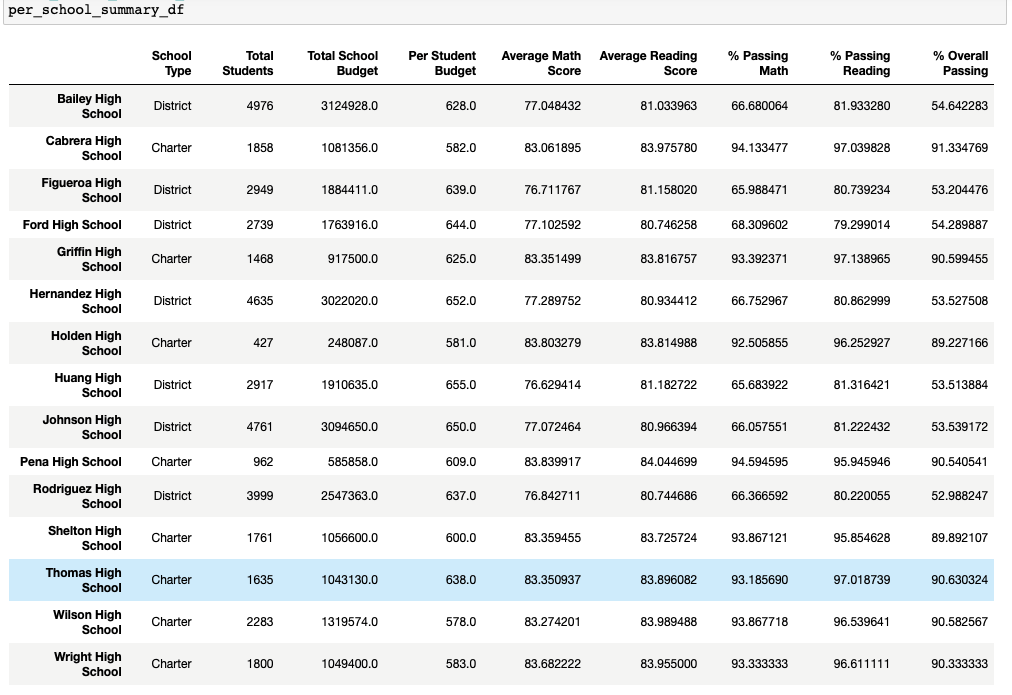 per_school_summary_df
School Type Total Students Total School Budget Per Student Budget Average Math Score Average Reading Score % Passing Math % Passing Reading % Overall Passing
Bailey High School District 4976 3124928.0 628.0 77.048432 81.033963 66.680064 81.933280 54.642283
Cabrera High School Charter 1858 1081356.0 582.0 83.061895 83.975780 94.133477 97.039828 91.334769
Figueroa High School District 2949 1884411.0 639.0 76.711767 81.158020 65.988471 80.739234 53.204476
Ford High School District 2739 1763916.0 644.0 77.102592 80.746258 68.309602 79.299014 54.289887
Griffin High School Charter 1468 917500.0 625.0 83.351499 83.816757 93.392371 97.138965 90.599455
Hernandez High School District 4635 3022020.0 652.0 77.289752 80.934412 66.752967 80.862999 53.527508
Holden High School Charter 427 248087.0 581.0 83.803279 83.814988 92.505855 96.252927 89.227166
Huang High School District 2917 1910635.0 655.0 76.629414 81.182722 65.683922 81.316421 53.513884
Johnson High School District 4761 3094650.0 650.0 77.072464 80.966394 66.057551 81.222432 53.539172
Pena High School Charter 962 585858.0 609.0 83.839917 84.044699 94.594595 95.945946 90.540541
Rodriguez High School District 3999 2547363.0 637.0 76.842711 80.744686 66.366592 80.220055 52.988247
Shelton High School Charter 1761 1056600.0 600.0 83.359455 83.725724 93.867121 95.854628 89.892107
Thomas High School Charter 1635 1043130.0 638.0 83.350937 83.896082 93.185690 97.018739 90.630324
Wilson High School Charter 2283 1319574.0 578.0 83.274201 83.989488 93.867718 96.539641 90.582567
Wright High School Charter 1800 1049400.0 583.0 83.682222 83.955000 93.333333 96.611111 90.333333